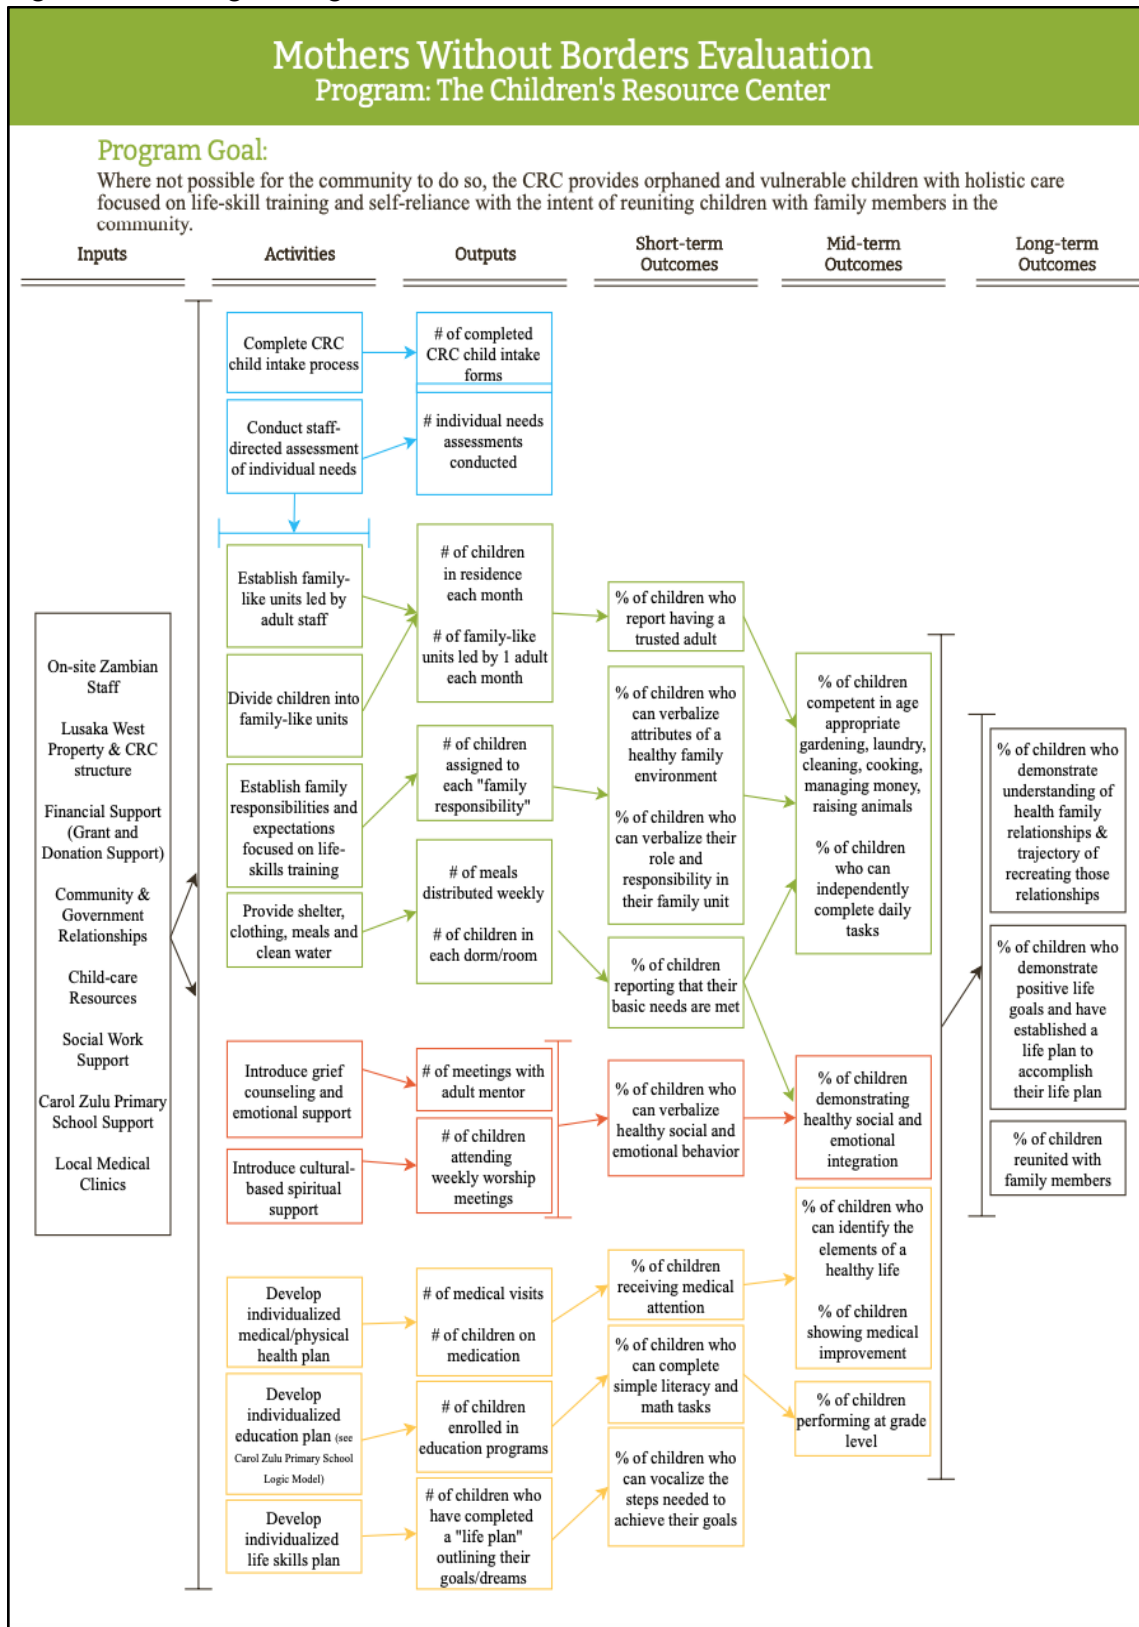 Mothers Without Borders Evaluation
Program: The Children's Resource Center
Program Goal:
Where not possible for the community to do so, the CRC provides orphaned and vulnerable children with holistic care
focused on life-skill training and self-reliance with the intent of reuniting children with family members in the
community.
Inputs
Activities
Outputs
Short-term
Outcomes
Mid-term
Outcomes
Long-term
Outcomes
On-site Zambian
Staff
Lusaka West
Property & CRC
structure
Financial Support
(Grant and
Donation Support)
Community &
Government
Relationships
Child-care
Resources
Social Work
Support
Carol Zulu Primary
School Support
Local Medical
Clinics
Complete CRC
child intake process
Conduct staff-
directed assessment
of individual needs
Establish family-
like units led by
adult staff
Divide children into
family-like units
Establish family
responsibilities and
expectations
focused on life-
skills training
Provide shelter,
clothing, meals and
clean water
Introduce grief
counseling and
emotional support
Introduce cultural-
based spiritual
support
Develop
individualized
medical/physical
health plan
Develop
individualized
education plan (see
Carol Zulu Primary School
Logic Model)
Develop
individualized
life skills plan
# of completed
CRC child intake
forms
# individual needs
assessments
conducted
# of children
in residence
each month
# of family-like
units led by 1 adult
each month
# of children
assigned to
each "family
responsibility"
# of meals
distributed weekly
# of children in
each dorm/room
# of meetings with
adult mentor
# of children
attending
weekly worship
meetings
# of medical visits
# of children on
medication
# of children
enrolled in
education programs
# of children who
have completed
a "life plan"
outlining their
goals/dreams
% of children who
report having a
trusted adult
% of children who
can verbalize
attributes of a
healthy family
environment
% of children who
can verbalize their
role and
responsibility in
their family unit
% of children
reporting that their
basic needs are met
% of children who
can verbalize
healthy social and
emotional behavior
% of children
receiving medical
attention
% of children who
can complete
simple literacy and
math tasks
% of children who
can vocalize the
steps needed to
achieve their goals
% of children
competent in age
appropriate
gardening, laundry,
cleaning, cooking,
managing money,
raising animals
% of children
who can
independently
complete daily
tasks
% of children
demonstrating
healthy social and
emotional
integration
% of children who
can identify the
elements of a
healthy life
% of children
showing medical
improvement
% of children
performing at grade
level
% of children who
demonstrate
understanding of
health family
relationships &
trajectory of
recreating those
relationships
% of children who
demonstrate
positive life
goals and have
established a
life plan to
accomplish
their life plan
% of children
reunited with
family members